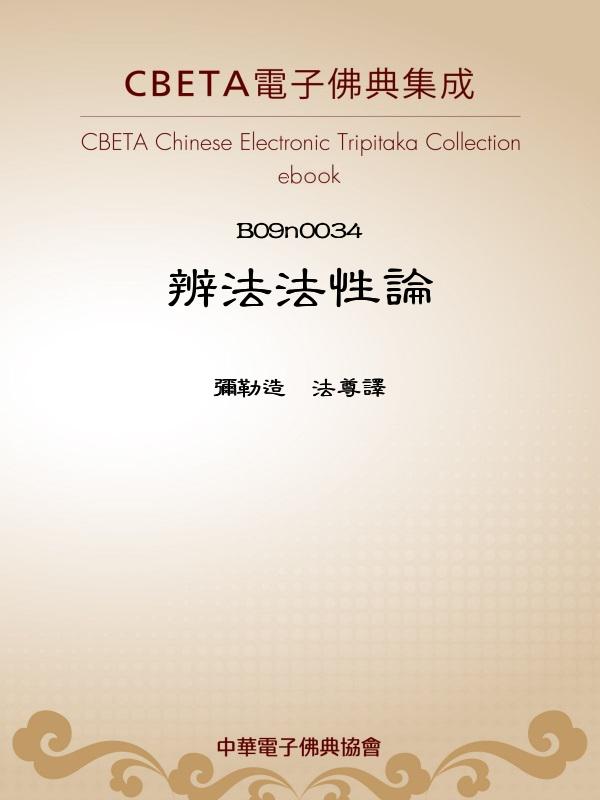 CBETA電子佛典集成
CBETA Chinese Electronic Tripitaka Collection
ebook
B09n0034
辨法法性論
彌勒造　法尊譯
中華電子佛典協會